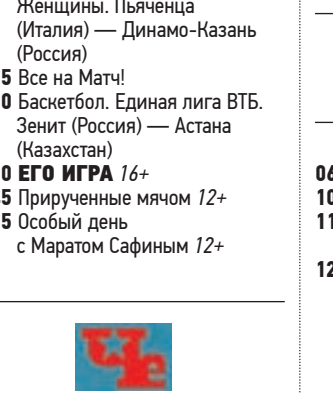 Женщины. Пьяченца
(Италия) — Динамо-Казань
(Россия)
5 Все на Матч!
0 Баскетбол. Единая лига ВТБ.
Зенит (Россия) — Астана
(Казахстан)
0 ЕГО ИГРА 16+
5 Прирученные мячом 12+
5 Особый день
с Маратом Сафиным 12+
Че
06
10
11
12